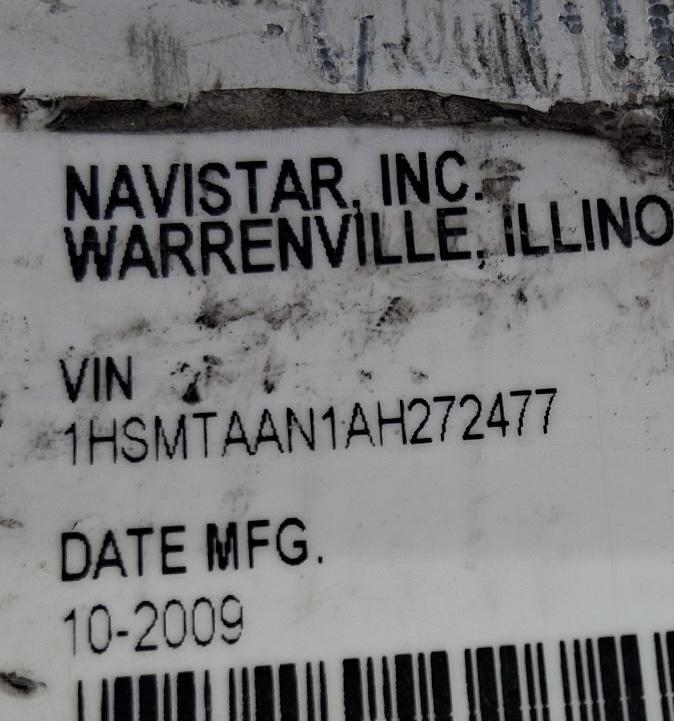 NAVISTAR, INC.
WARRENVILLE, ILLINO
VIN
1HSMTAAN1AH272477
DATE MFG.
10-2009